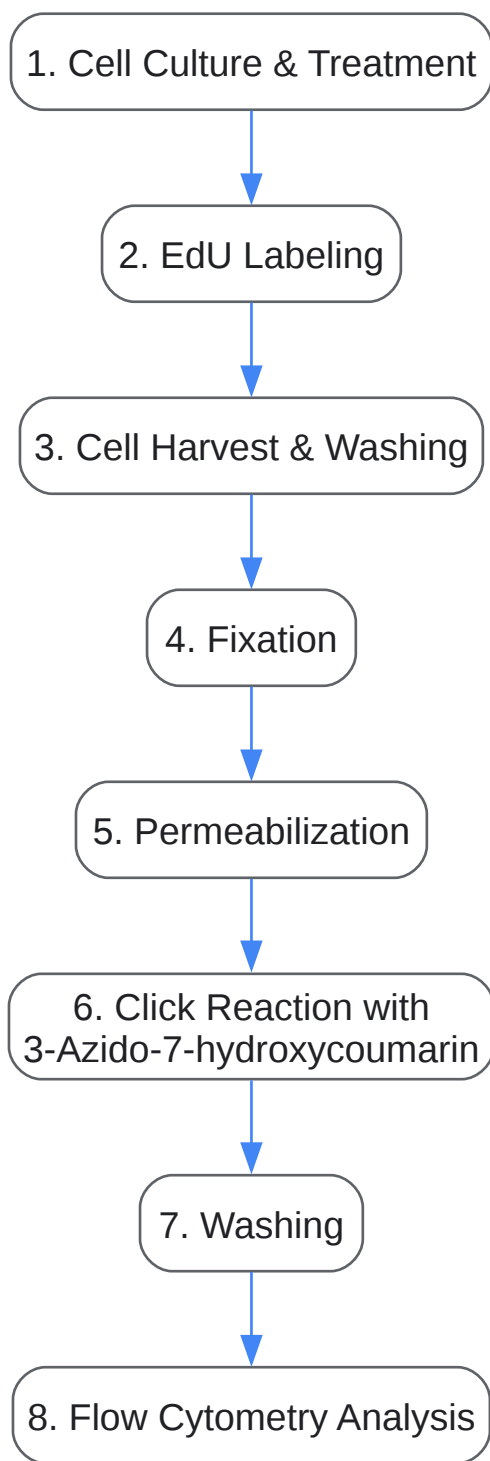 1. Cell Culture & Treatment
2. EdU Labeling
3. Cell Harvest & Washing
4. Fixation
5. Permeabilization
6. Click Reaction with
3-Azido-7-hydroxycoumarin
7. Washing
8. Flow Cytometry Analysis